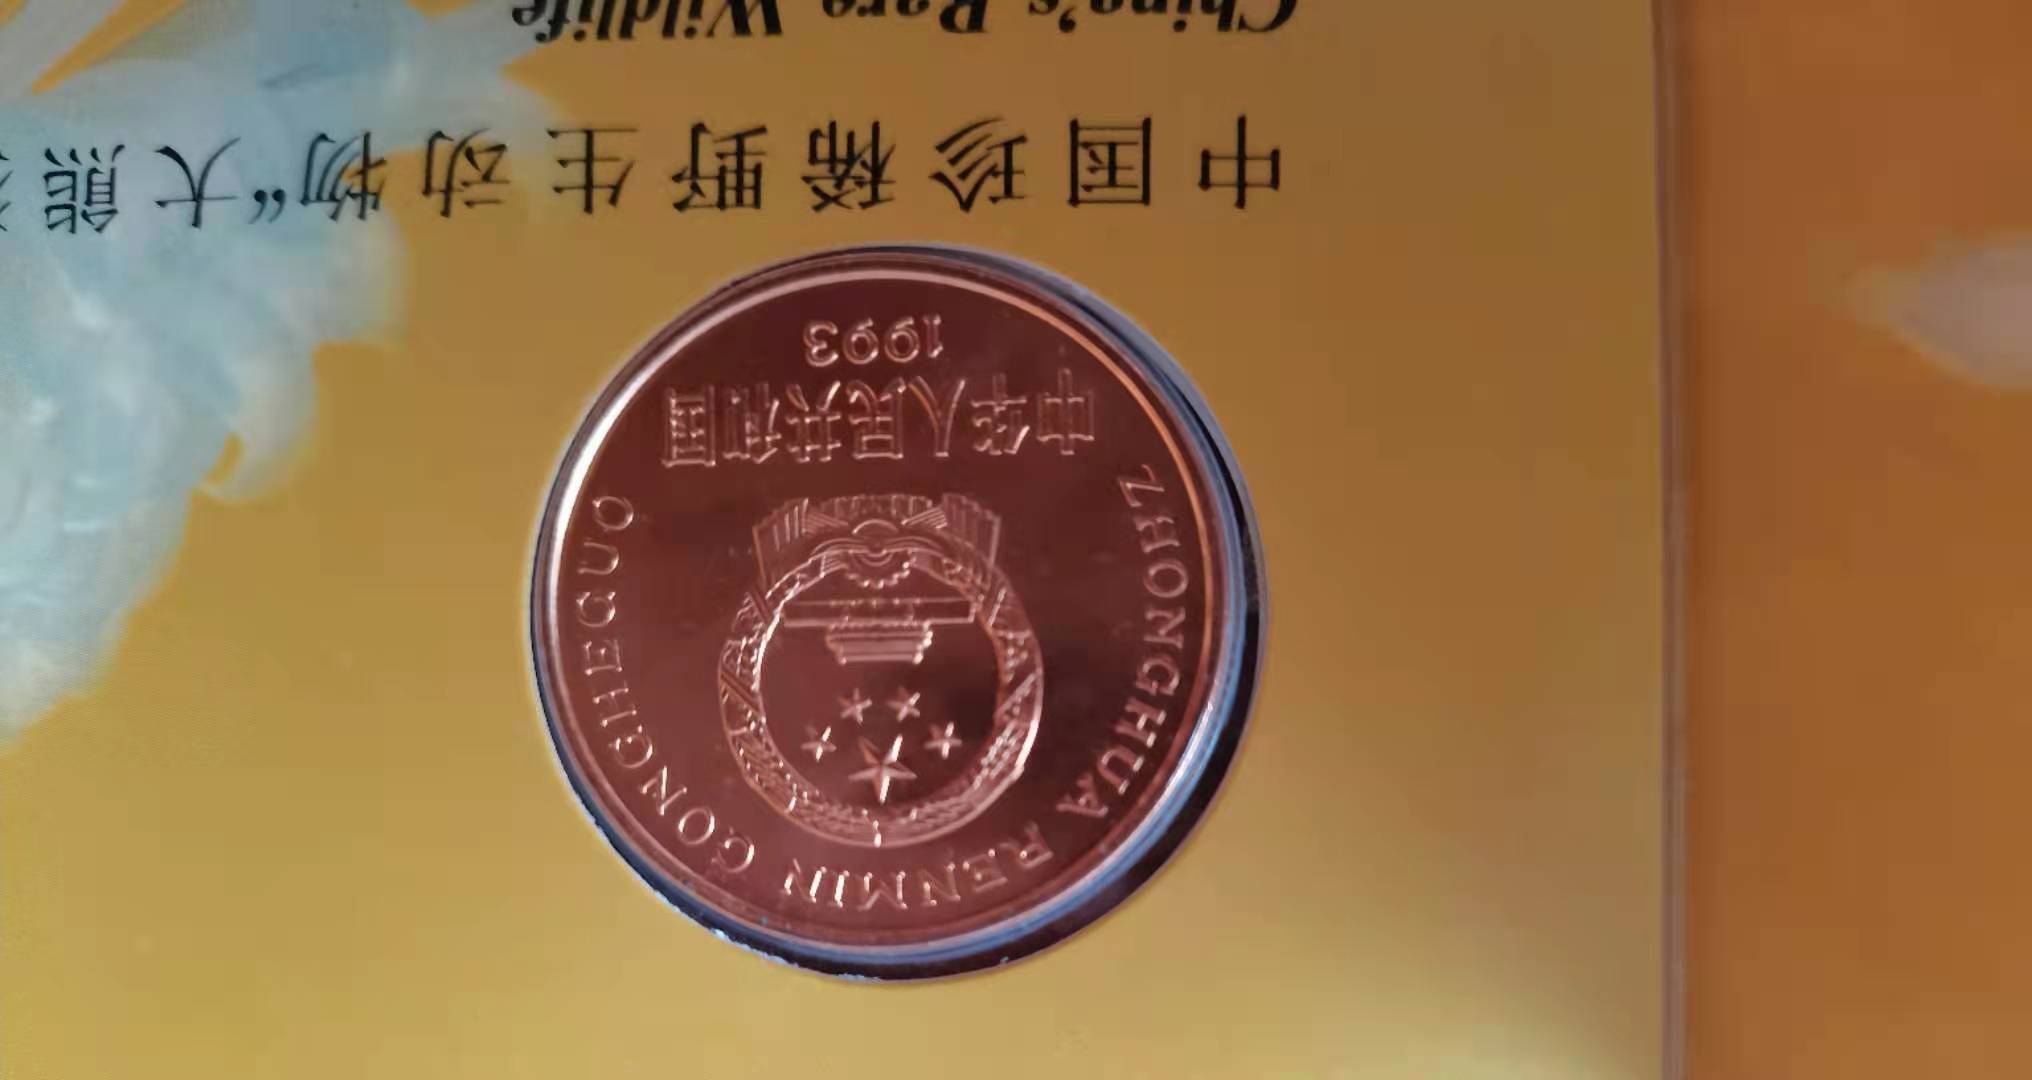 ZHONGHUA RENMIN GONGHEGUO
中华人民共和国
1993
中国珍稀野生动物“大熊
China's Rare Wildlife